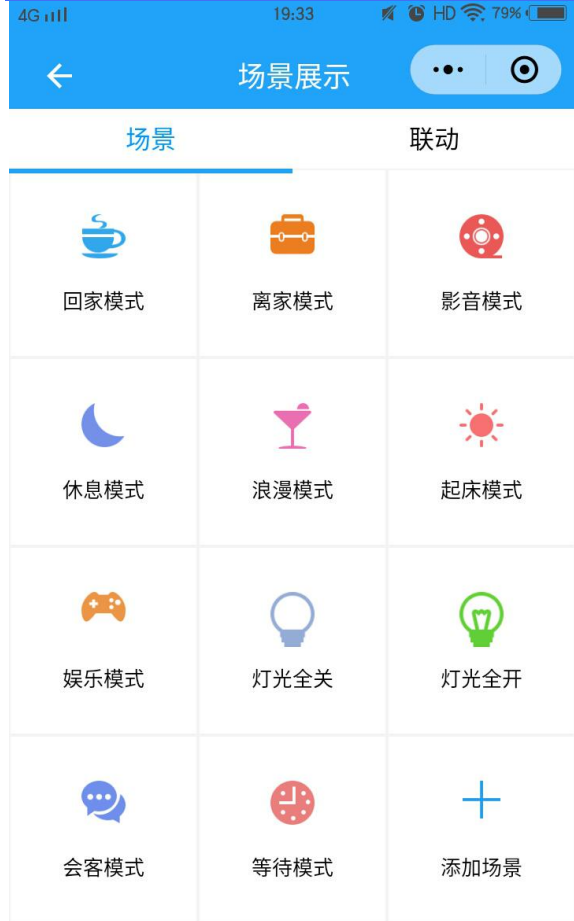 4G 19:33 HD 79%
场景展示
场景 联动
回家模式 离家模式 影音模式
休息模式 浪漫模式 起床模式
娱乐模式 灯光全关 灯光全开
会客模式 等待模式 添加场景